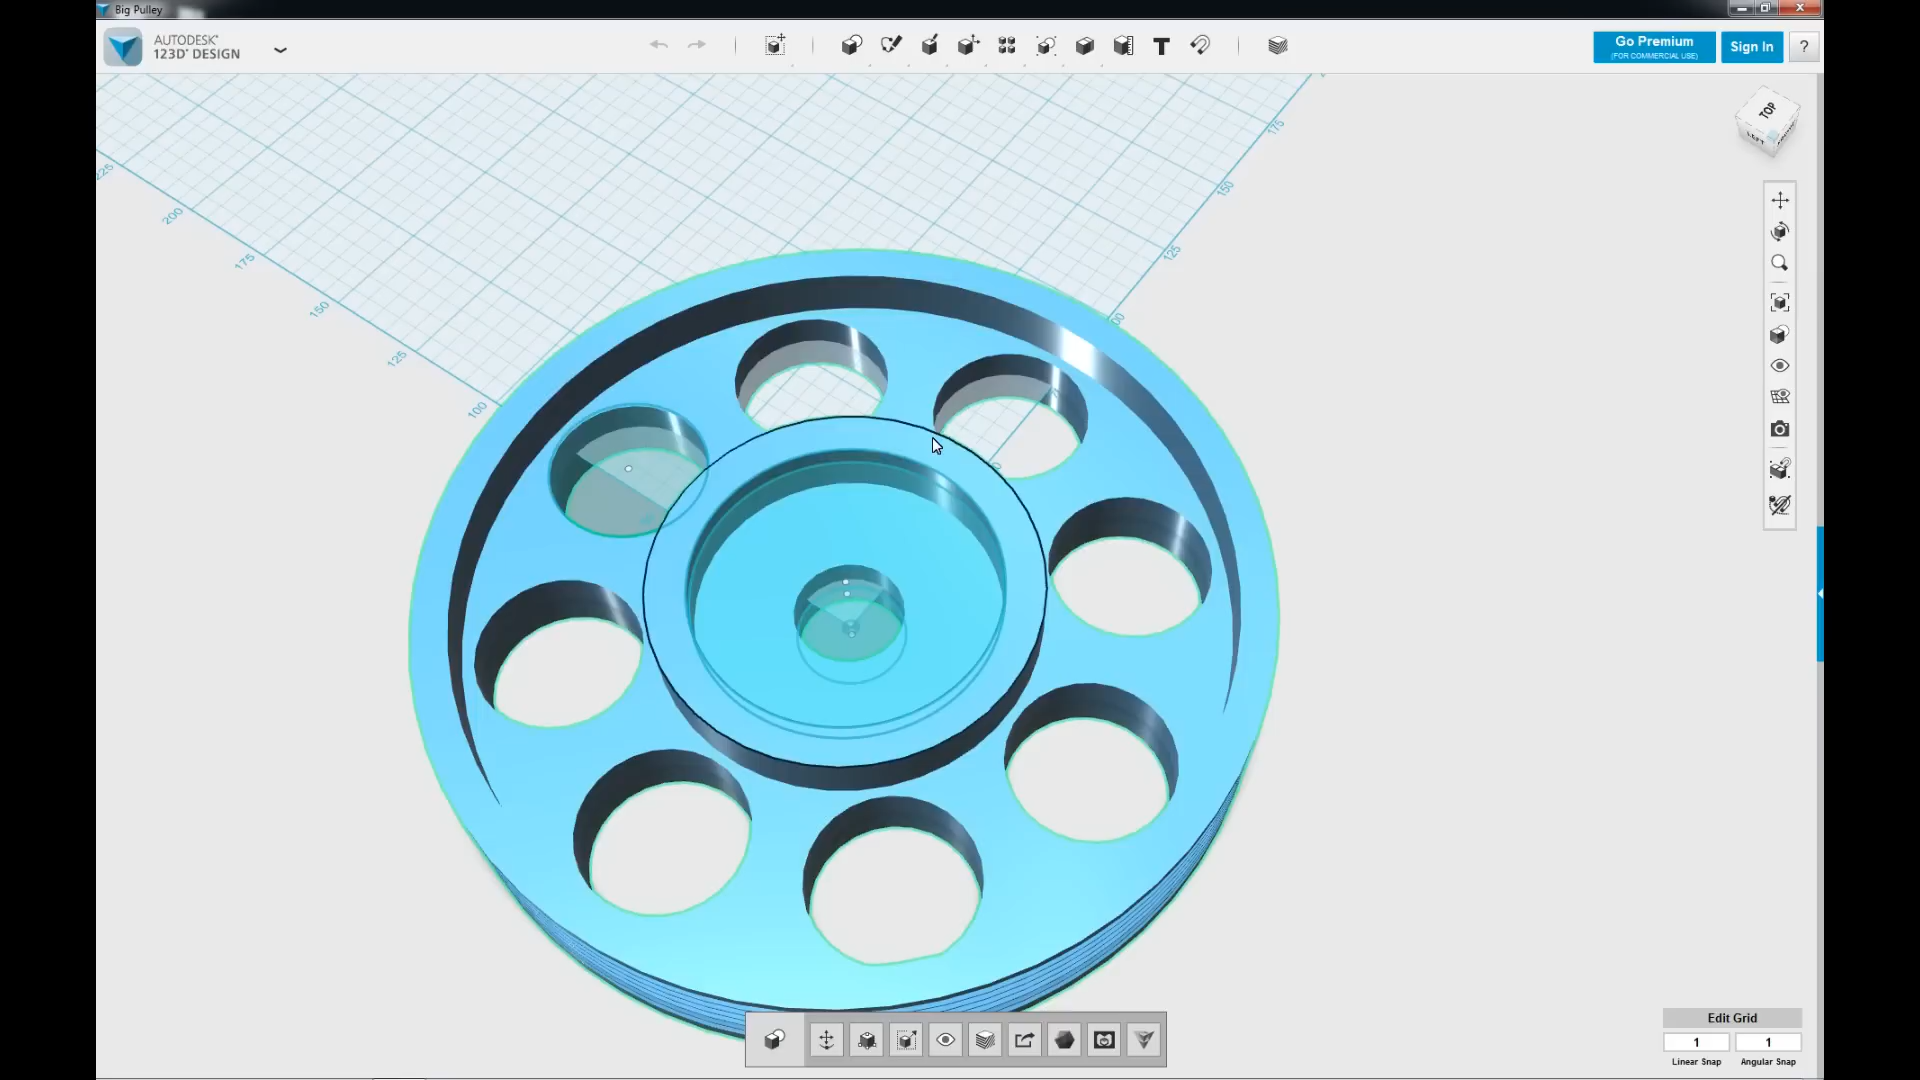 Big Pulley
AUTODESK®
123D® DESIGN
Go Premium
(FOR COMMERCIAL USE)
Sign In
?
TOP
LEFT
225
200
175
150
125
100
175
150
125
Edit Grid
1
1
Linear Snap
Angular Snap